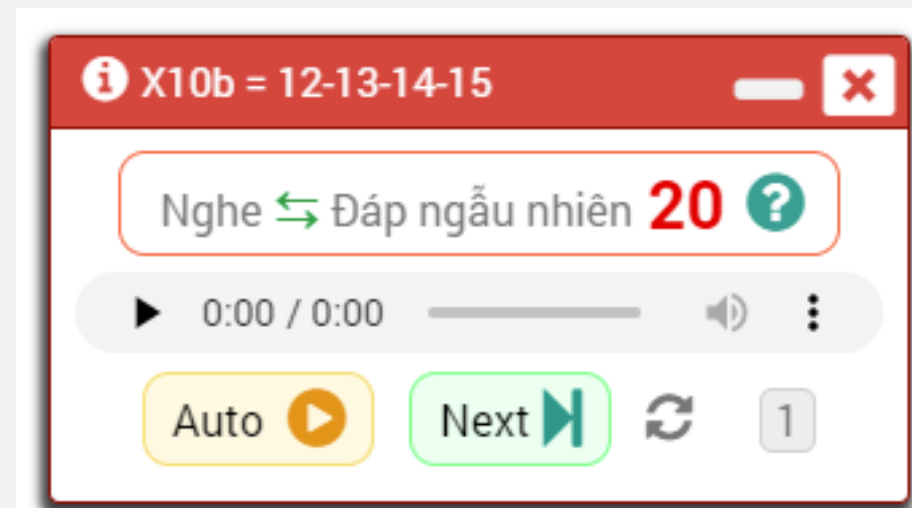 X10b = 12-13-14-15
Nghe ⇆ Đáp ngẫu nhiên 20 ?
0:00 / 0:00
Auto Next 1